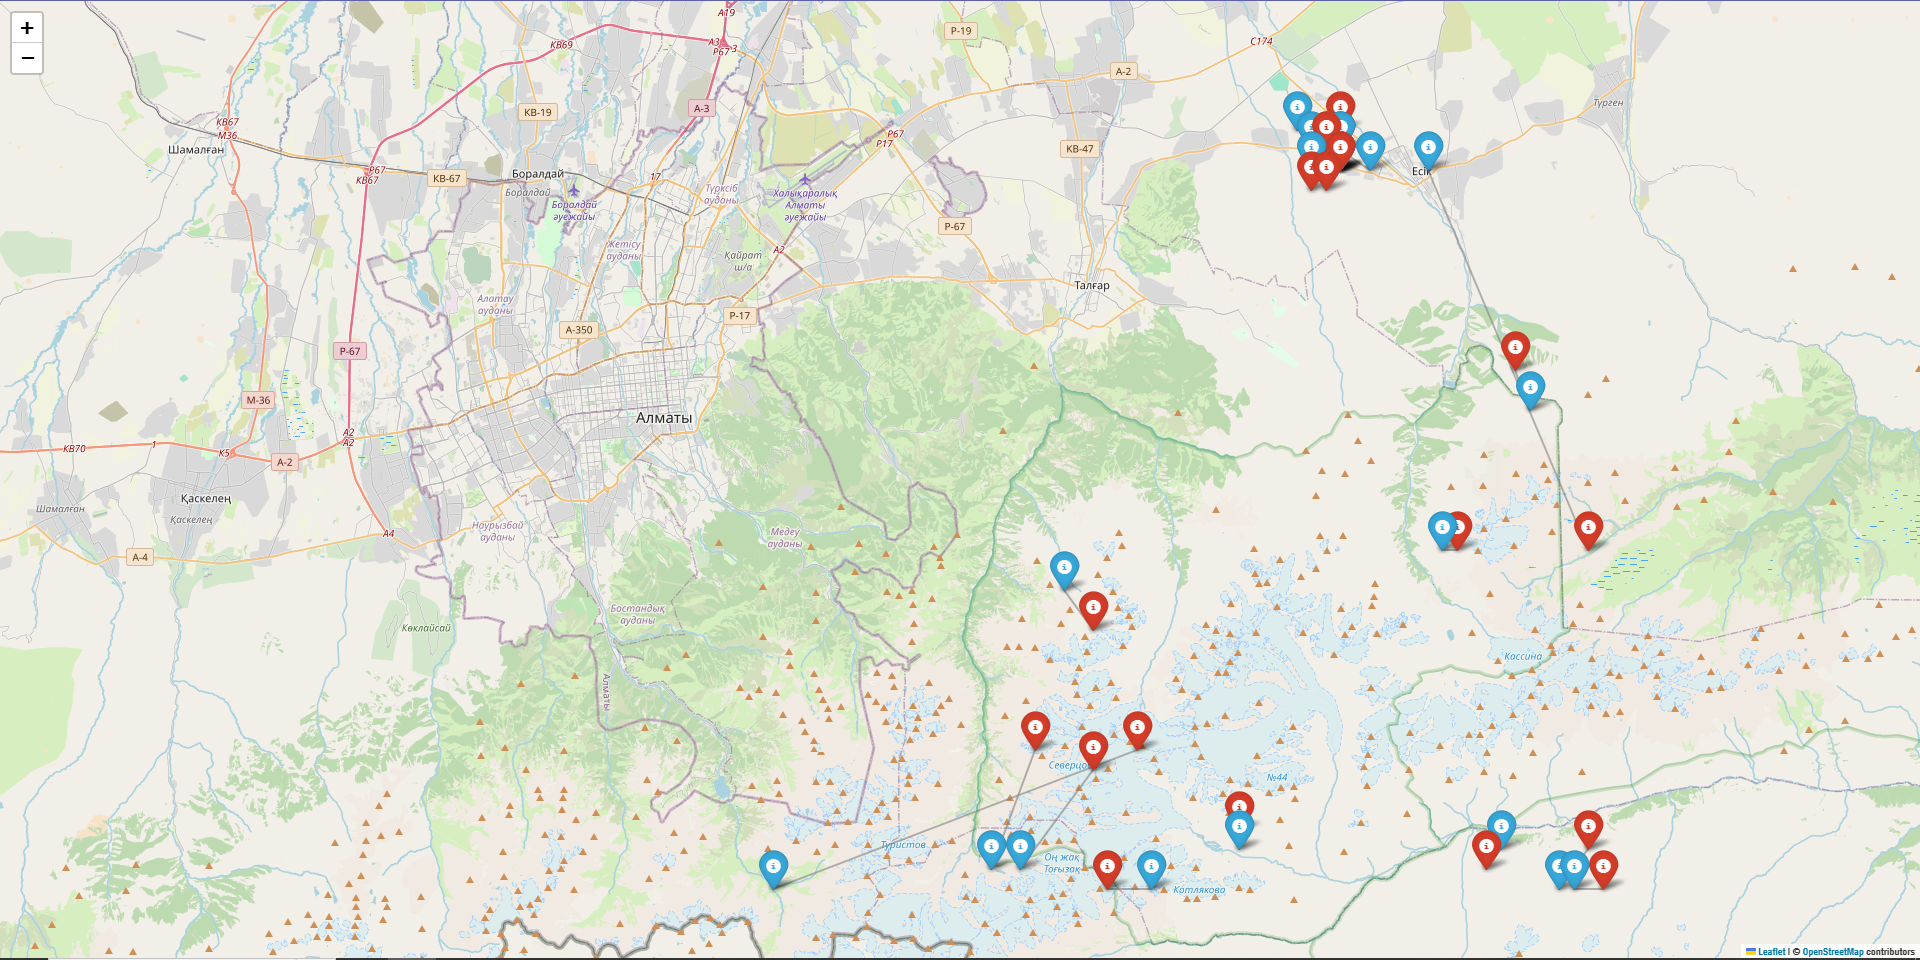 +
−
A19
P-19
KB69
A3
P67
3
C174
A-2
A-3
KB-19
Түрген
KB67
M36
P67
P17
Шамалған
KB-47
P67
KB67
Боралдай
17
Есік
KB-67
Боралдай
Түрксіб
ауданы
Халықаралық
Алматы
әуежайы
Боралдай
әуежайы
P-67
Жетісу
ауданы
A2
Қайрат
ш/а
Талғар
Алатау
ауданы
P-17
A-350
P-67
M-36
Алматы
A2
A2
KB70
1
K5
A-2
Қаскелең
Шамалған
Қаскелең
Наурызбай
ауданы
A4
Медеу
ауданы
A-4
Бостандық
ауданы
Көклайсай
Кассина
Алматы
Северцо
№44
Туристов
Оң жақ
Тоғызақ
Котлякова
Leaflet | © OpenStreetMap contributors